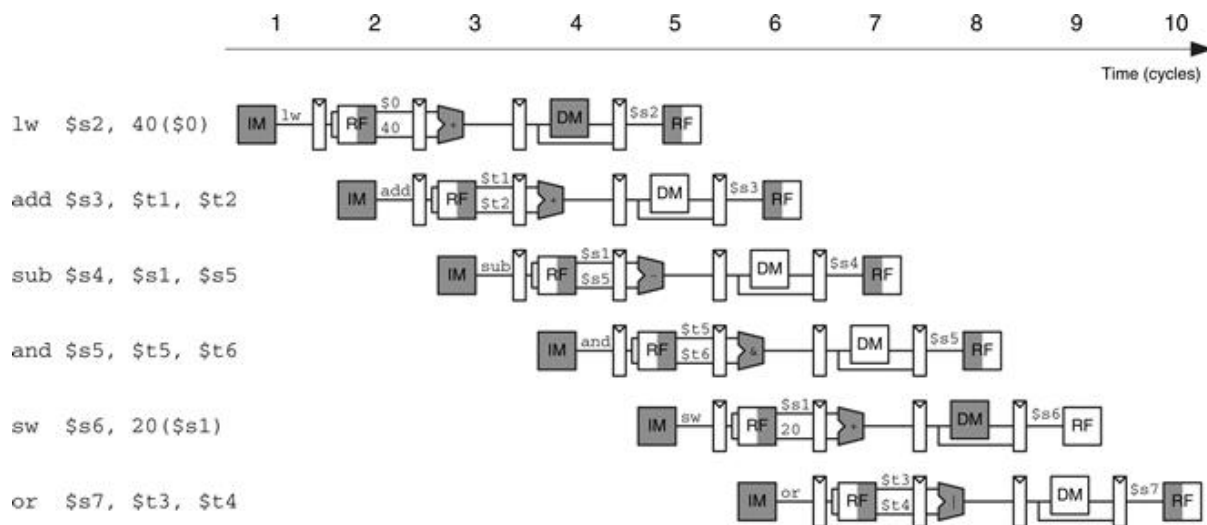 1 2 3 4 5 6 7 8 9 10
Time (cycles)
lw $s2, 40($0) IM lw RF $0 40 + DM $s2 RF
add $s3, $t1, $t2 IM add RF $t1 $t2 + DM $s3 RF
sub $s4, $s1, $s5 IM sub RF $s1 $s5 - DM $s4 RF
and $s5, $t5, $t6 IM and RF $t5 $t6 & DM $s5 RF
sw $s6, 20($s1) IM sw RF $s1 20 + DM $s6 RF
or $s7, $t3, $t4 IM or RF $t3 $t4 | DM $s7 RF